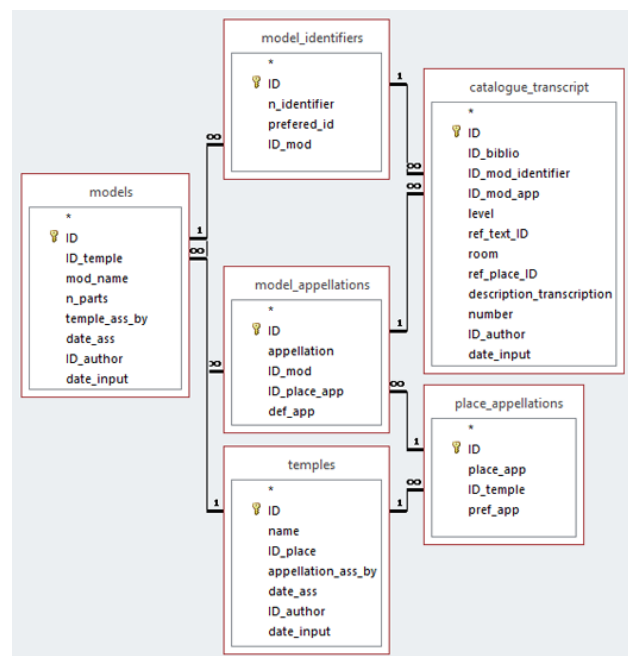 model_identifiers
*
ID
n_identifier
prefered_id
ID_mod
1
∞
catalogue_transcript
*
ID
ID_biblio
ID_mod_identifier
ID_mod_app
level
ref_text_ID
room
ref_place_ID
description_transcription
number
ID_author
date_input
∞
∞
models
*
ID
ID_temple
mod_name
n_parts
temple_ass_by
date_ass
ID_author
date_input
1
∞
model_appellations
*
ID
appellation
ID_mod
ID_place_app
def_app
1
∞
∞
place_appellations
*
ID
place_app
ID_temple
pref_app
1
∞
temples
*
ID
name
ID_place
appellation_ass_by
date_ass
ID_author
date_input
1
1